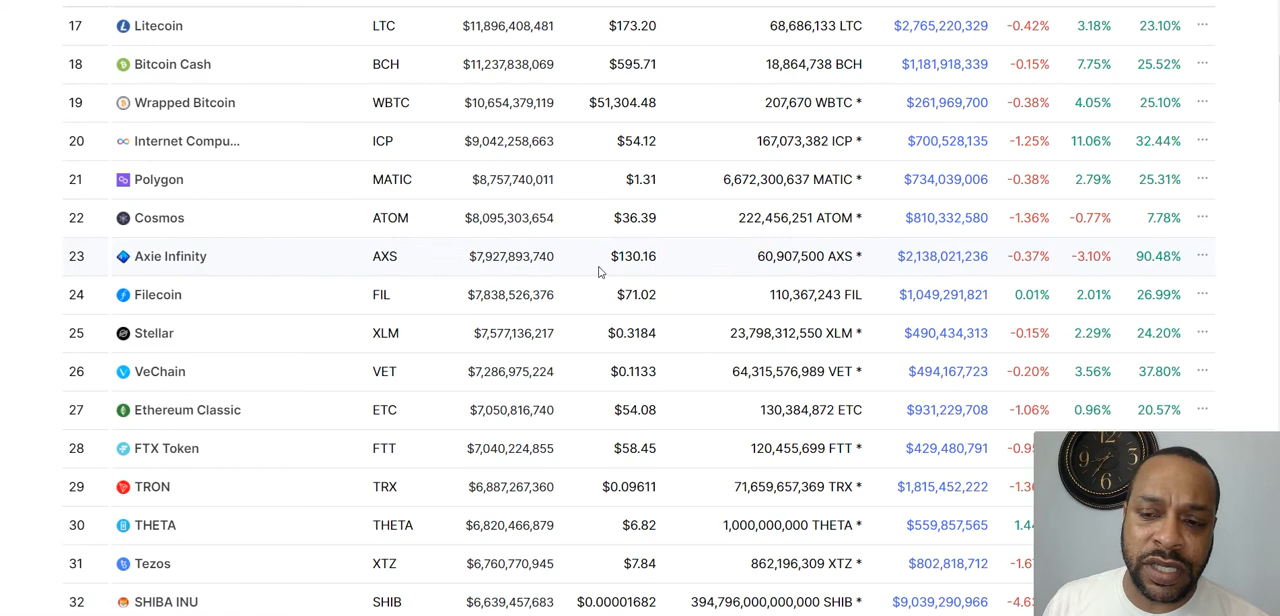 17 Litecoin LTC $11,896,408,481 $173.20 68,686,133 LTC $2,765,220,329 -0.42% 3.18% 23.10% ...
18 Bitcoin Cash BCH $11,237,838,069 $595.71 18,864,738 BCH $1,181,918,339 -0.15% 7.75% 25.52% ...
19 Wrapped Bitcoin WBTC $10,654,379,119 $51,304.48 207,670 WBTC * $261,969,700 -0.38% 4.05% 25.10% ...
20 Internet Compu... ICP $9,042,258,663 $54.12 167,073,382 ICP * $700,528,135 -1.25% 11.06% 32.44% ...
21 Polygon MATIC $8,757,740,011 $1.31 6,672,300,637 MATIC * $734,039,006 -0.38% 2.79% 25.31% ...
22 Cosmos ATOM $8,095,303,654 $36.39 222,456,251 ATOM * $810,332,580 -1.36% -0.77% 7.78% ...
23 Axie Infinity AXS $7,927,893,740 $130.16 60,907,500 AXS * $2,138,021,236 -0.37% -3.10% 90.48% ...
24 Filecoin FIL $7,838,526,376 $71.02 110,367,243 FIL $1,049,291,821 0.01% 2.01% 26.99% ...
25 Stellar XLM $7,577,136,217 $0.3184 23,798,312,550 XLM * $490,434,313 -0.15% 2.29% 24.20% ...
26 VeChain VET $7,286,975,224 $0.1133 64,315,576,989 VET * $494,167,723 -0.20% 3.56% 37.80% ...
27 Ethereum Classic ETC $7,050,816,740 $54.08 130,384,872 ETC $931,229,708 -1.06% 0.96% 20.57% ...
28 FTX Token FTT $7,040,224,855 $58.45 120,455,699 FTT * $429,480,791
29 TRON TRX $6,887,267,360 $0.09611 71,659,657,369 TRX * $1,815,452,222
30 THETA THETA $6,820,466,879 $6.82 1,000,000,000 THETA * $559,857,565
31 Tezos XTZ $6,760,770,945 $7.84 862,196,309 XTZ * $802,818,712
32 SHIBA INU SHIB $6,639,457,683 $0.00001682 394,796,000,000,000 SHIB * $9,039,290,966
12
9 3
6